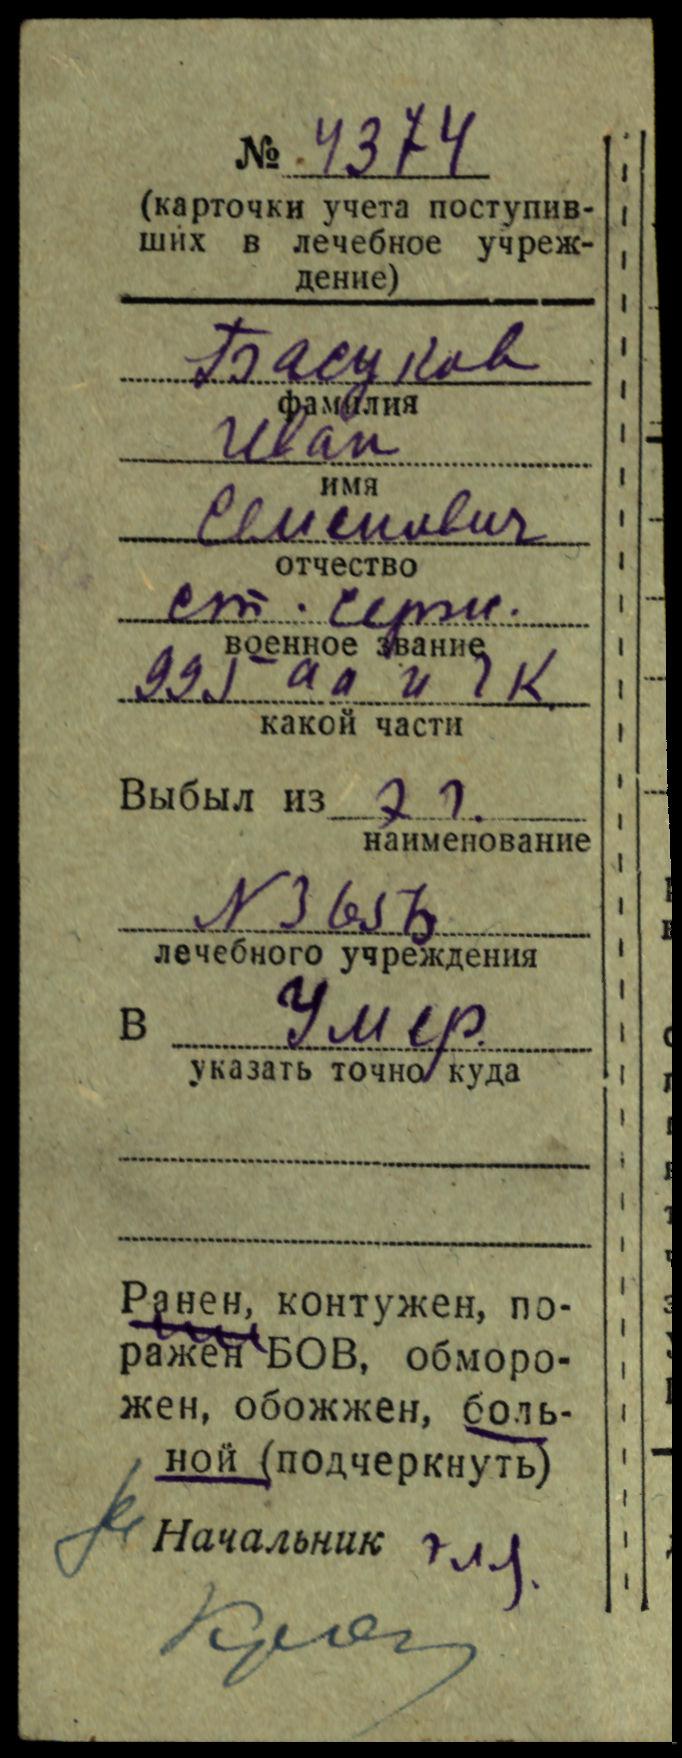 № 4374
(карточки учета поступив-
ших в лечебное учреж-
дение)
Басуков
фамилия
Иван
имя
Семенович
отчество
ст. серж.
военное звание
995
какой части
Выбыл из
наименование
№
лечебного учреждения
В Умер.
указать точно куда
Ранен, контужен, по-
ражен БОВ, обморо-
жен, обожжен, боль-
ной (подчеркнуть)
Начальник